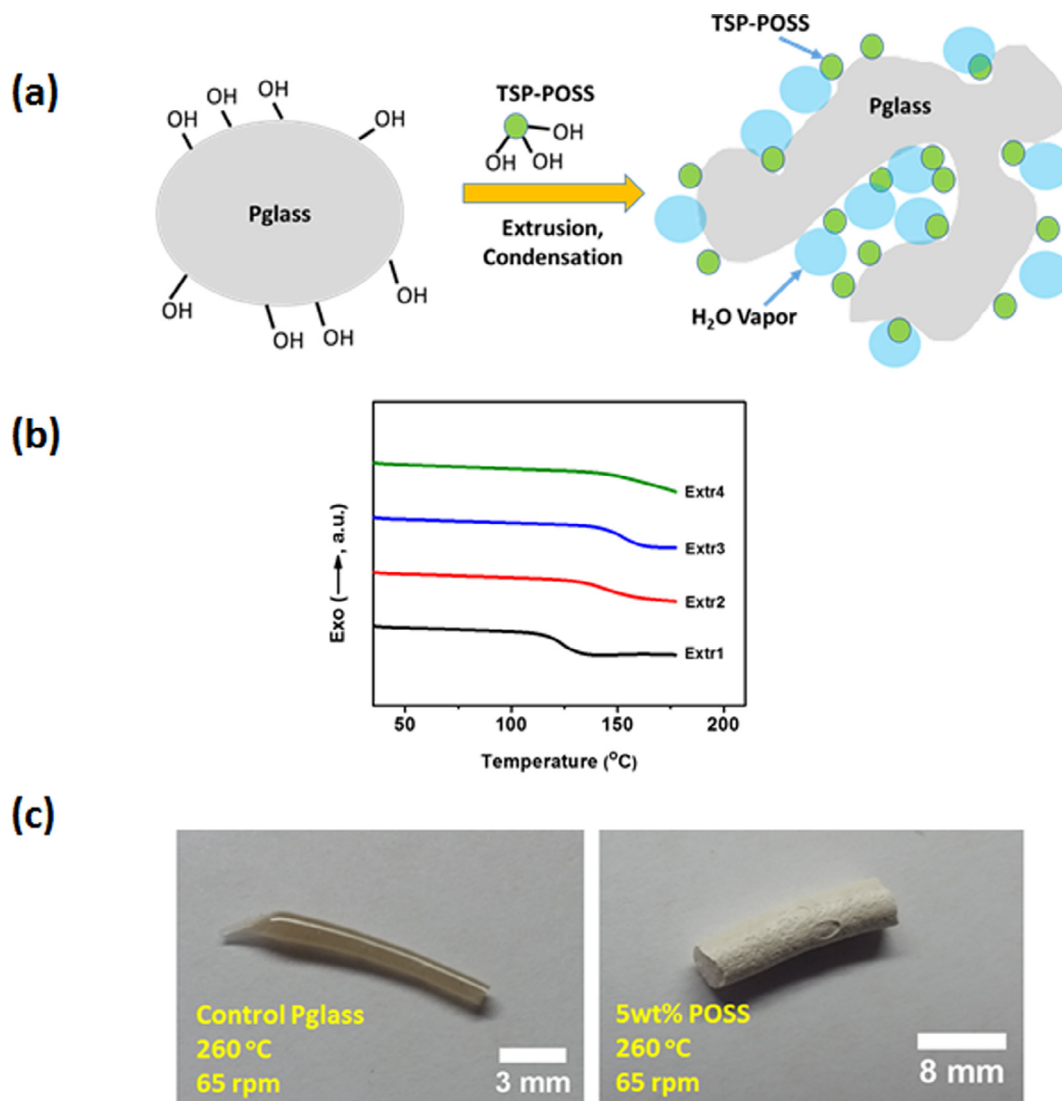 (a)
OH
OH
OH
OH
Pglass
OH
OH
OH
OH
OH
TSP-POSS
OH
OH
OH
Extrusion,
Condensation
TSP-POSS
Pglass
H₂O Vapor
(b)
Exo (⟶, a.u.)
Extr4
Extr3
Extr2
Extr1
50
100
150
200
Temperature (°C)
(c)
Control Pglass
260 °C
65 rpm
3 mm
5wt% POSS
260 °C
65 rpm
8 mm